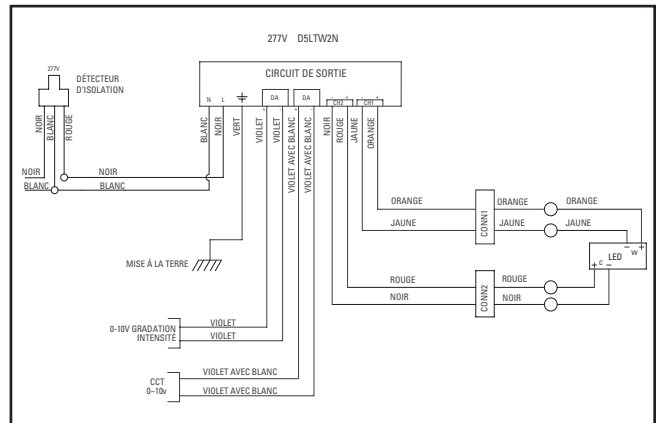 277V D5LTW2N
CIRCUIT DE SORTIE
277V
DÉTECTEUR
D'ISOLATION
N L
DA
DA
+ - + -
- + - +
CH2 CH1
NOIR
BLANC
ROUGE
BLANC
NOIR
VERT
VIOLET
VIOLET
VIOLET AVEC BLANC
VIOLET AVEC BLANC
NOIR
ROUGE
JAUNE
ORANGE
NOIR NOIR
BLANC BLANC
MISE À LA TERRE
ORANGE
JAUNE
CONN1
ORANGE ORANGE
JAUNE JAUNE
- +
W
LED
+ C -
ROUGE
NOIR
CONN2
ROUGE
NOIR
0-10V GRADATION
INTENSITÉ
VIOLET
VIOLET
CCT
0~10v
VIOLET AVEC BLANC
VIOLET AVEC BLANC